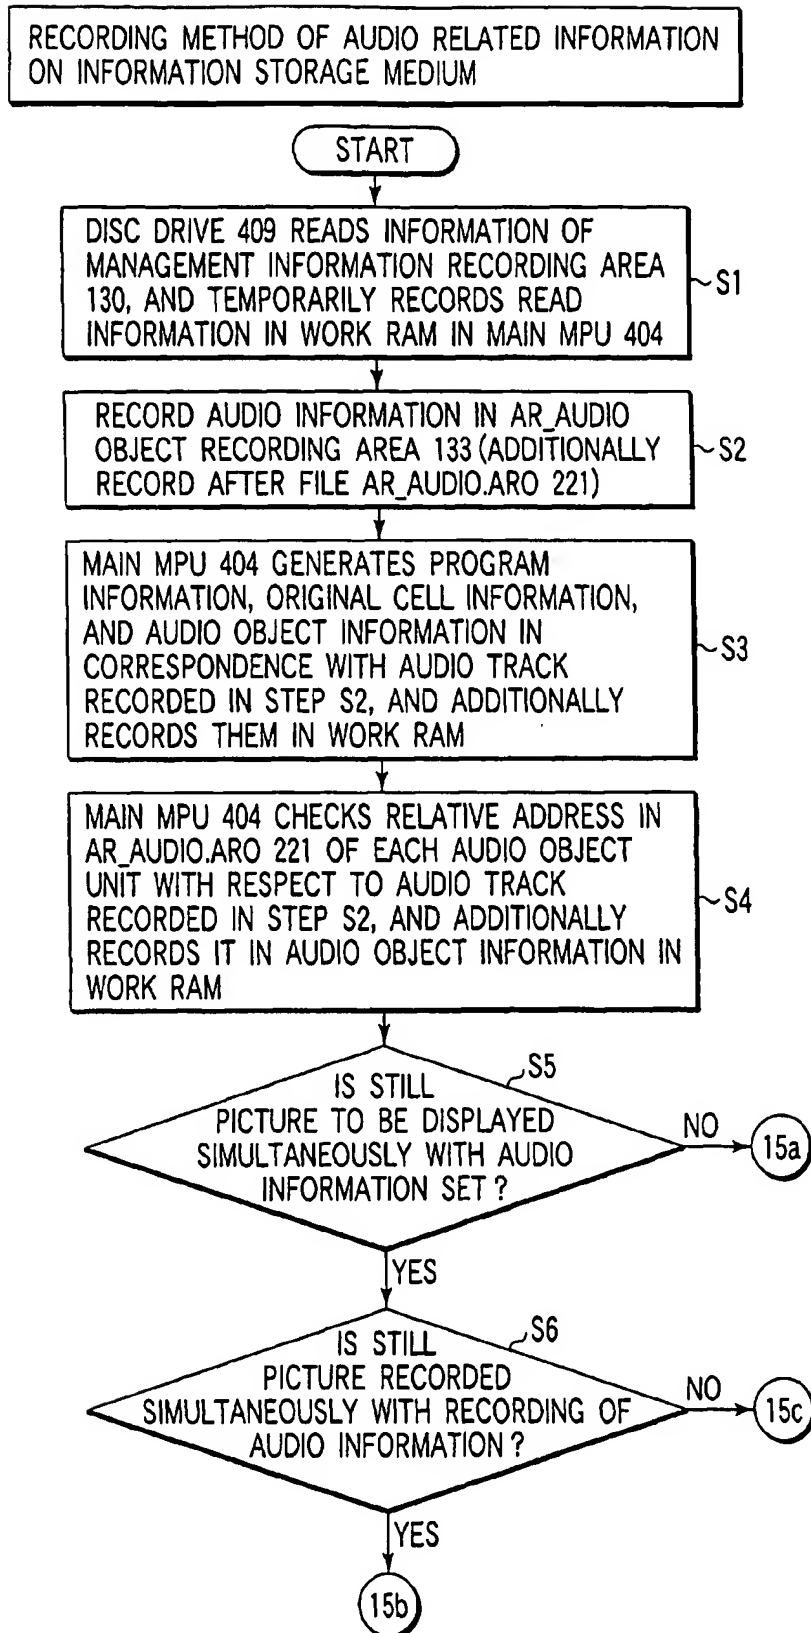 RECORDING METHOD OF AUDIO RELATED INFORMATION
ON INFORMATION STORAGE MEDIUM
START
DISC DRIVE 409 READS INFORMATION OF
MANAGEMENT INFORMATION RECORDING AREA
130, AND TEMPORARILY RECORDS READ
INFORMATION IN WORK RAM IN MAIN MPU 404
S1
RECORD AUDIO INFORMATION IN AR_AUDIO
OBJECT RECORDING AREA 133 (ADDITIONALLY
RECORD AFTER FILE AR_AUDIO.ARO 221)
S2
MAIN MPU 404 GENERATES PROGRAM
INFORMATION, ORIGINAL CELL INFORMATION,
AND AUDIO OBJECT INFORMATION IN
CORRESPONDENCE WITH AUDIO TRACK
RECORDED IN STEP S2, AND ADDITIONALLY
RECORDS THEM IN WORK RAM
S3
MAIN MPU 404 CHECKS RELATIVE ADDRESS IN
AR_AUDIO.ARO 221 OF EACH AUDIO OBJECT
UNIT WITH RESPECT TO AUDIO TRACK
RECORDED IN STEP S2, AND ADDITIONALLY
RECORDS IT IN AUDIO OBJECT INFORMATION IN
WORK RAM
S4
S5
IS STILL
PICTURE TO BE DISPLAYED
SIMULTANEOUSLY WITH AUDIO
INFORMATION SET?
NO
15a
YES
S6
IS STILL
PICTURE RECORDED
SIMULTANEOUSLY WITH RECORDING OF
AUDIO INFORMATION?
NO
15c
YES
15b